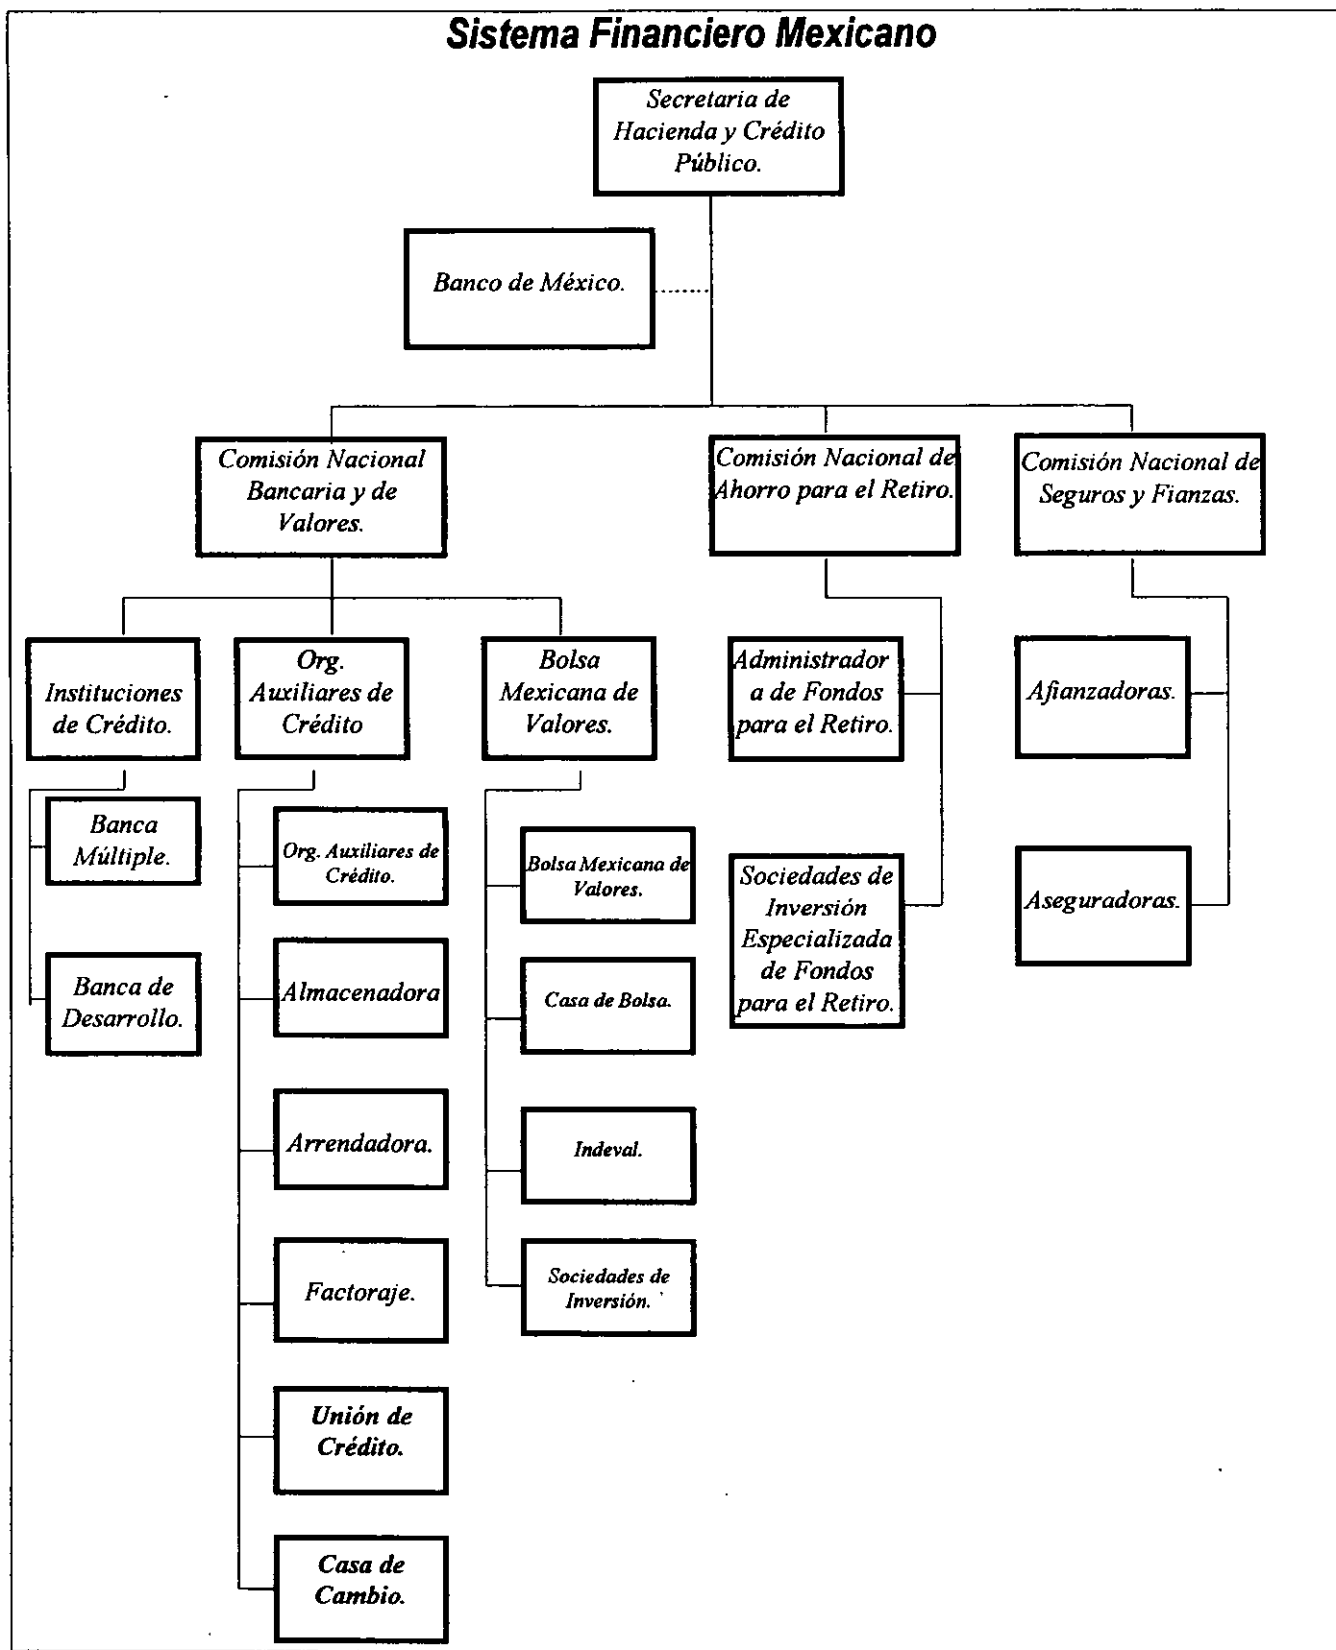 Sistema Financiero Mexicano
Secretaria de
Hacienda y Crédito
Público.
Banco de México.
Comisión Nacional
Bancaria y de
Valores.
Comisión Nacional de
Ahorro para el Retiro.
Comisión Nacional de
Seguros y Fianzas.
Instituciones
de Crédito.
Org.
Auxiliares de
Crédito
Bolsa
Mexicana de
Valores.
Administrador
a de Fondos
para el Retiro.
Afianzadoras.
Banca
Múltiple.
Org. Auxiliares de
Crédito.
Bolsa Mexicana de
Valores.
Sociedades de
Inversión
Especializada
de Fondos
para el Retiro.
Aseguradoras.
Banca de
Desarrollo.
Almacenadora
Casa de Bolsa.
Arrendadora.
Indeval.
Factoraje.
Sociedades de
Inversión.
Unión de
Crédito.
Casa de
Cambio.